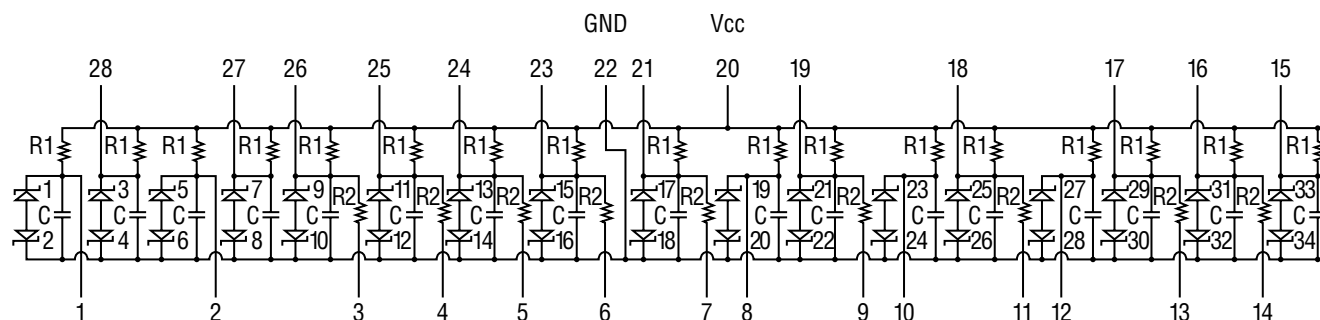 GND Vcc
28 27 26 25 24 23 22 21 20 19 18 17 16 15
R1 R1 R1 R1 R1 R1 R1 R1 R1 R1 R1 R1 R1 R1 R1 R1 R1
1 3 5 7 9 11 13 15 17 19 21 23 25 27 29 31 33
R2 R2 R2 R2 R2 R2 R2 R2 R2
C C C C C C C C C C C C C C C C C
2 4 6 8 10 12 14 16 18 20 22 24 26 28 30 32 34
1 2 3 4 5 6 7 8 9 10 11 12 13 14